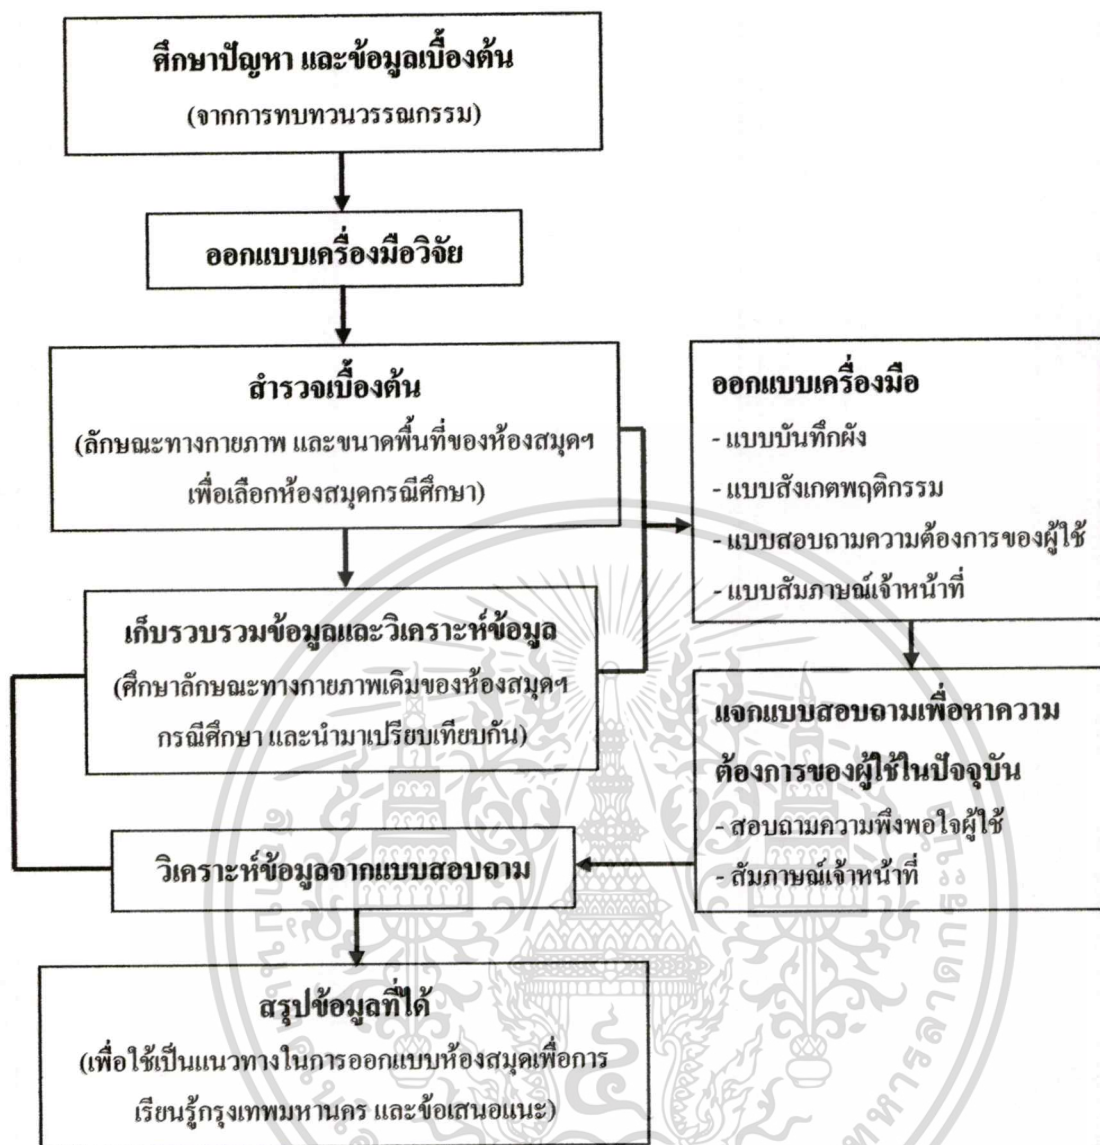 ศึกษาปัญหา และข้อมูลเบื้องต้น
(จากการทบทวนวรรณกรรม)
ออกแบบเครื่องมือวิจัย
สำรวจเบื้องต้น
(ลักษณะทางกายภาพ และขนาดพื้นที่ของห้องสมุดฯ
เพื่อเลือกห้องสมุดกรณีศึกษา)
ออกแบบเครื่องมือ
- แบบบันทึกผัง
- แบบสังเกตพฤติกรรม
- แบบสอบถามความต้องการของผู้ใช้
- แบบสัมภาษณ์เจ้าหน้าที่
เก็บรวบรวมข้อมูลและวิเคราะห์ข้อมูล
(ศึกษาลักษณะทางกายภาพเดิมของห้องสมุดฯ
กรณีศึกษา และนำมาเปรียบเทียบกัน)
แจกแบบสอบถามเพื่อหาความ
ต้องการของผู้ใช้ในปัจจุบัน
- สอบถามความพึงพอใจผู้ใช้
- สัมภาษณ์เจ้าหน้าที่
วิเคราะห์ข้อมูลจากแบบสอบถาม
สรุปข้อมูลที่ได้
(เพื่อใช้เป็นแนวทางในการออกแบบห้องสมุดเพื่อการ
เรียนรู้กรุงเทพมหานคร และข้อเสนอแนะ)